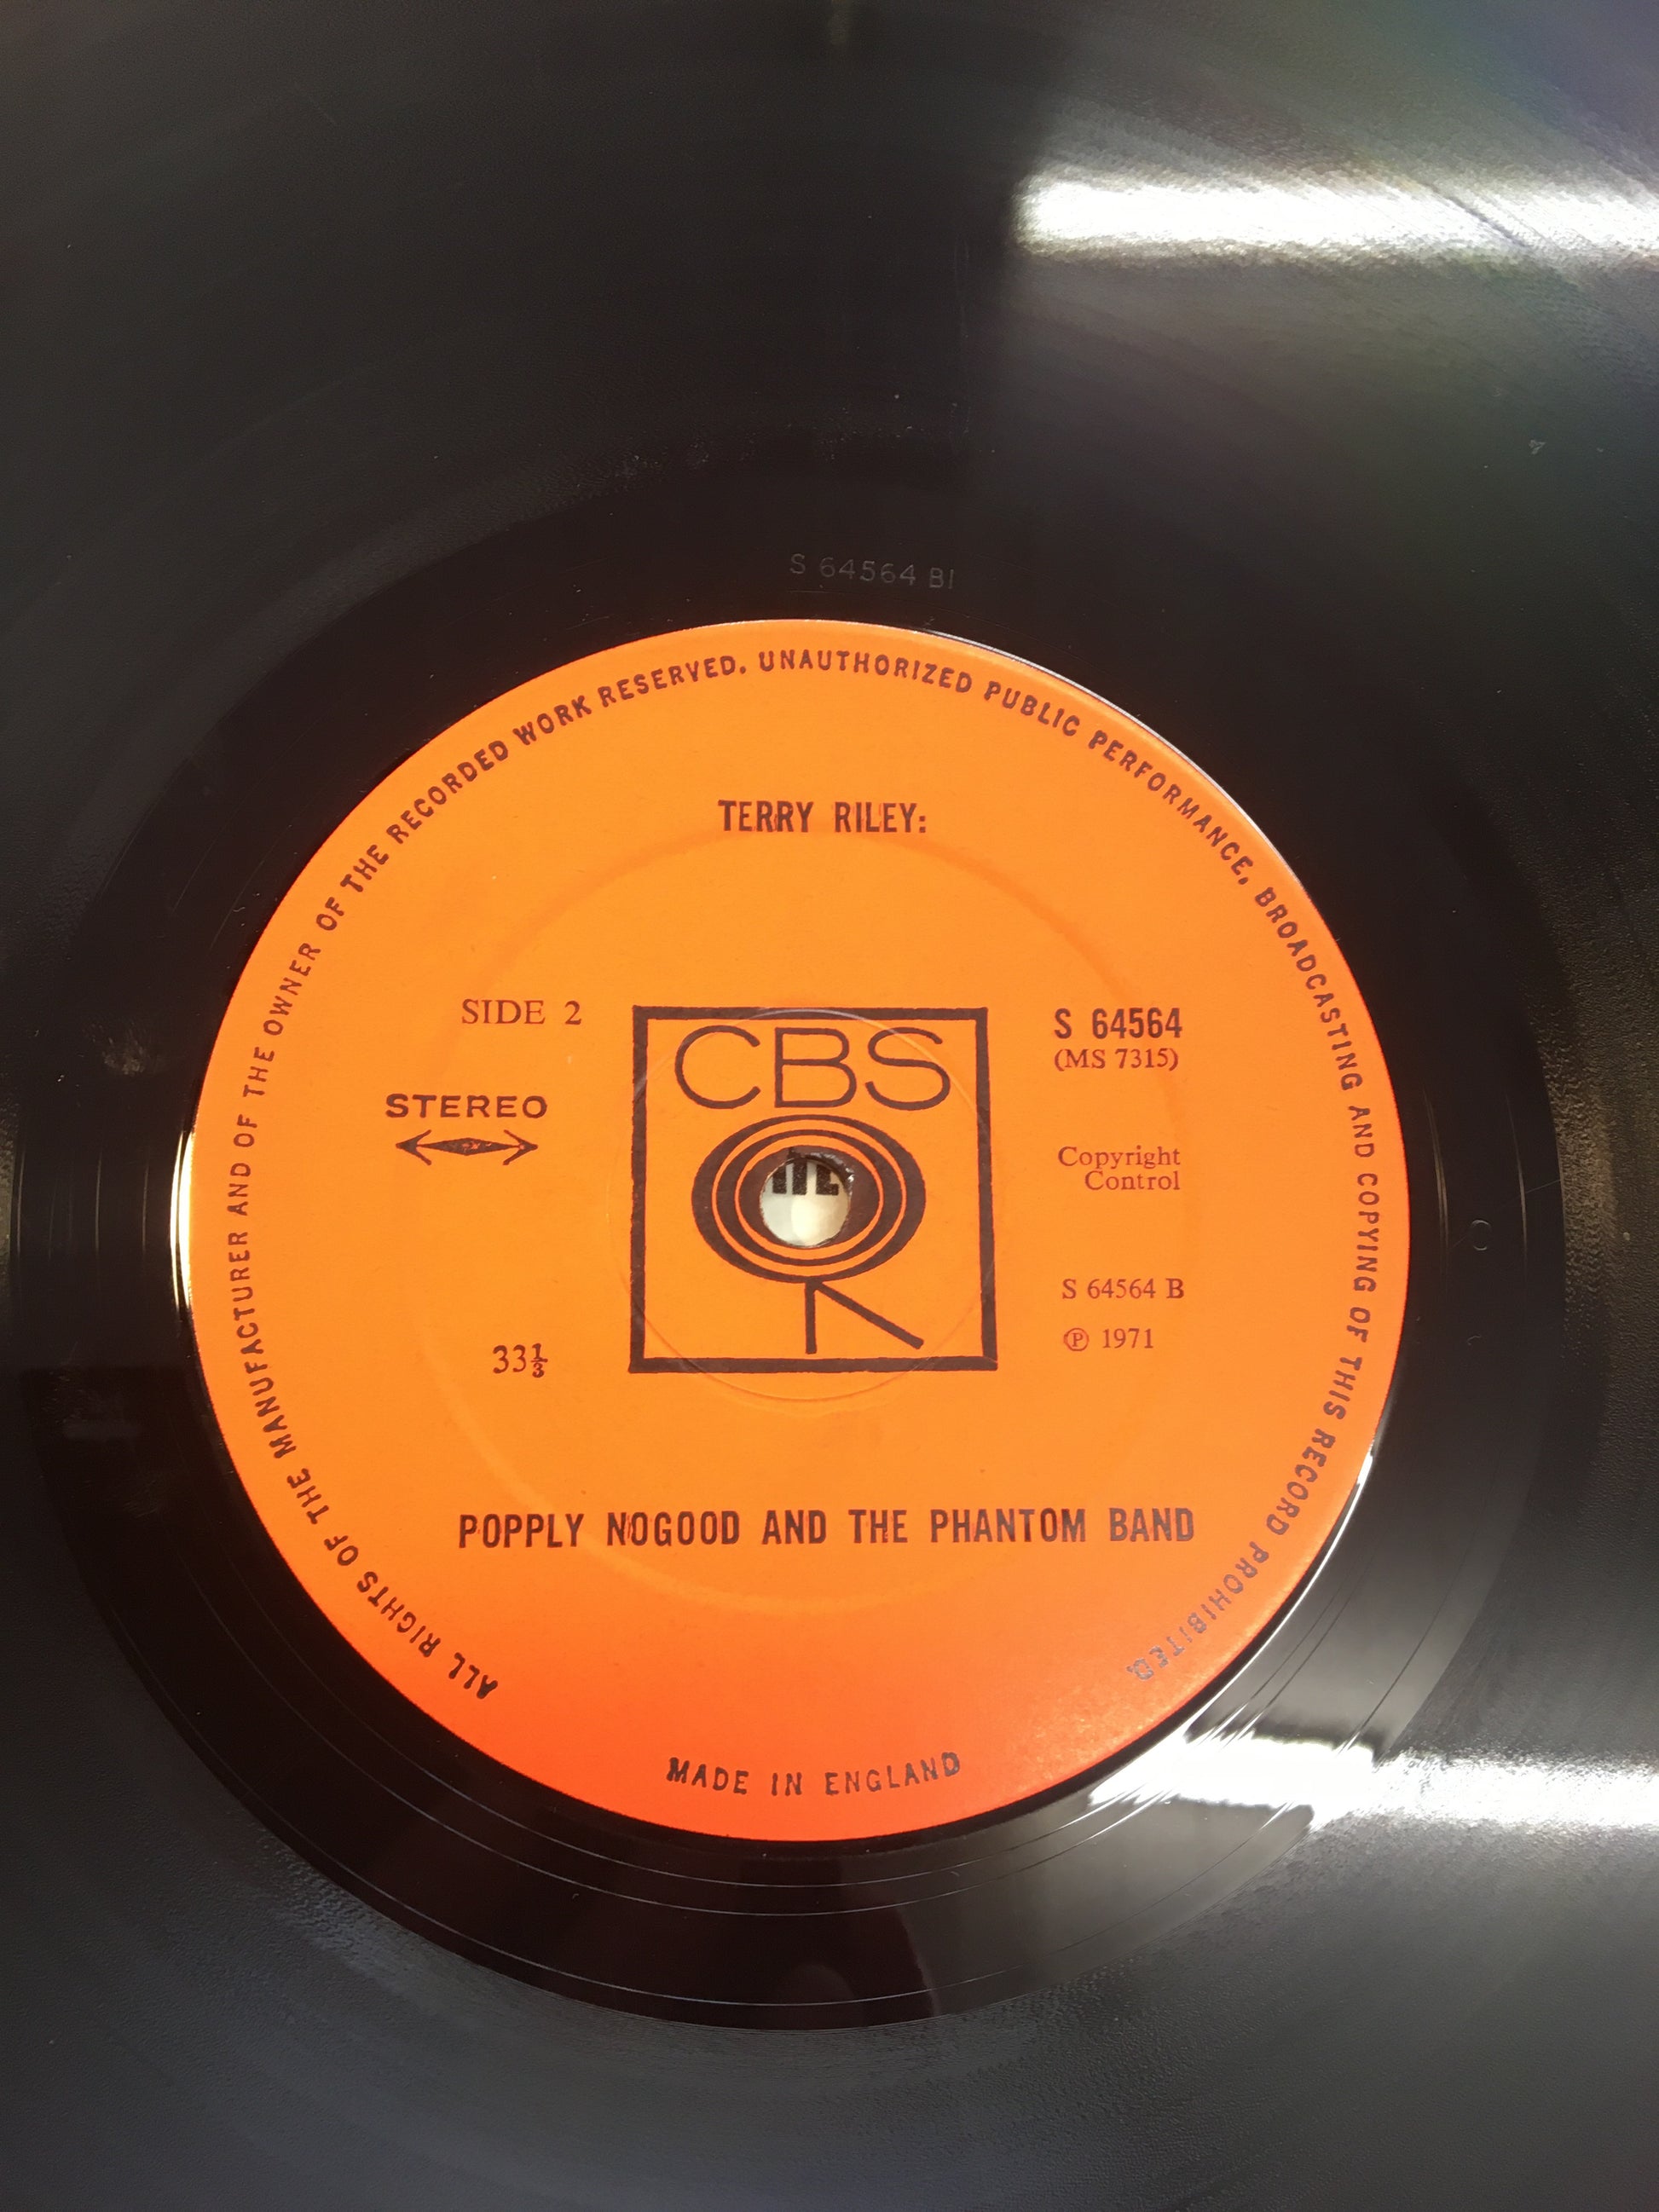 S 64564 B1
ALL RIGHTS OF THE MANUFACTURER AND OF THE OWNER OF THE RECORDED WORK RESERVED. UNAUTHORIZED PUBLIC PERFORMANCE, BROADCASTING AND COPYING OF THIS RECORD PROHIBITED.
TERRY RILEY:
SIDE 2
STEREO
33⅓
CBS
S 64564
(MS 7315)
Copyright
Control
S 64564 B
Ⓟ 1971
POPPLY NOGOOD AND THE PHANTOM BAND
MADE IN ENGLAND